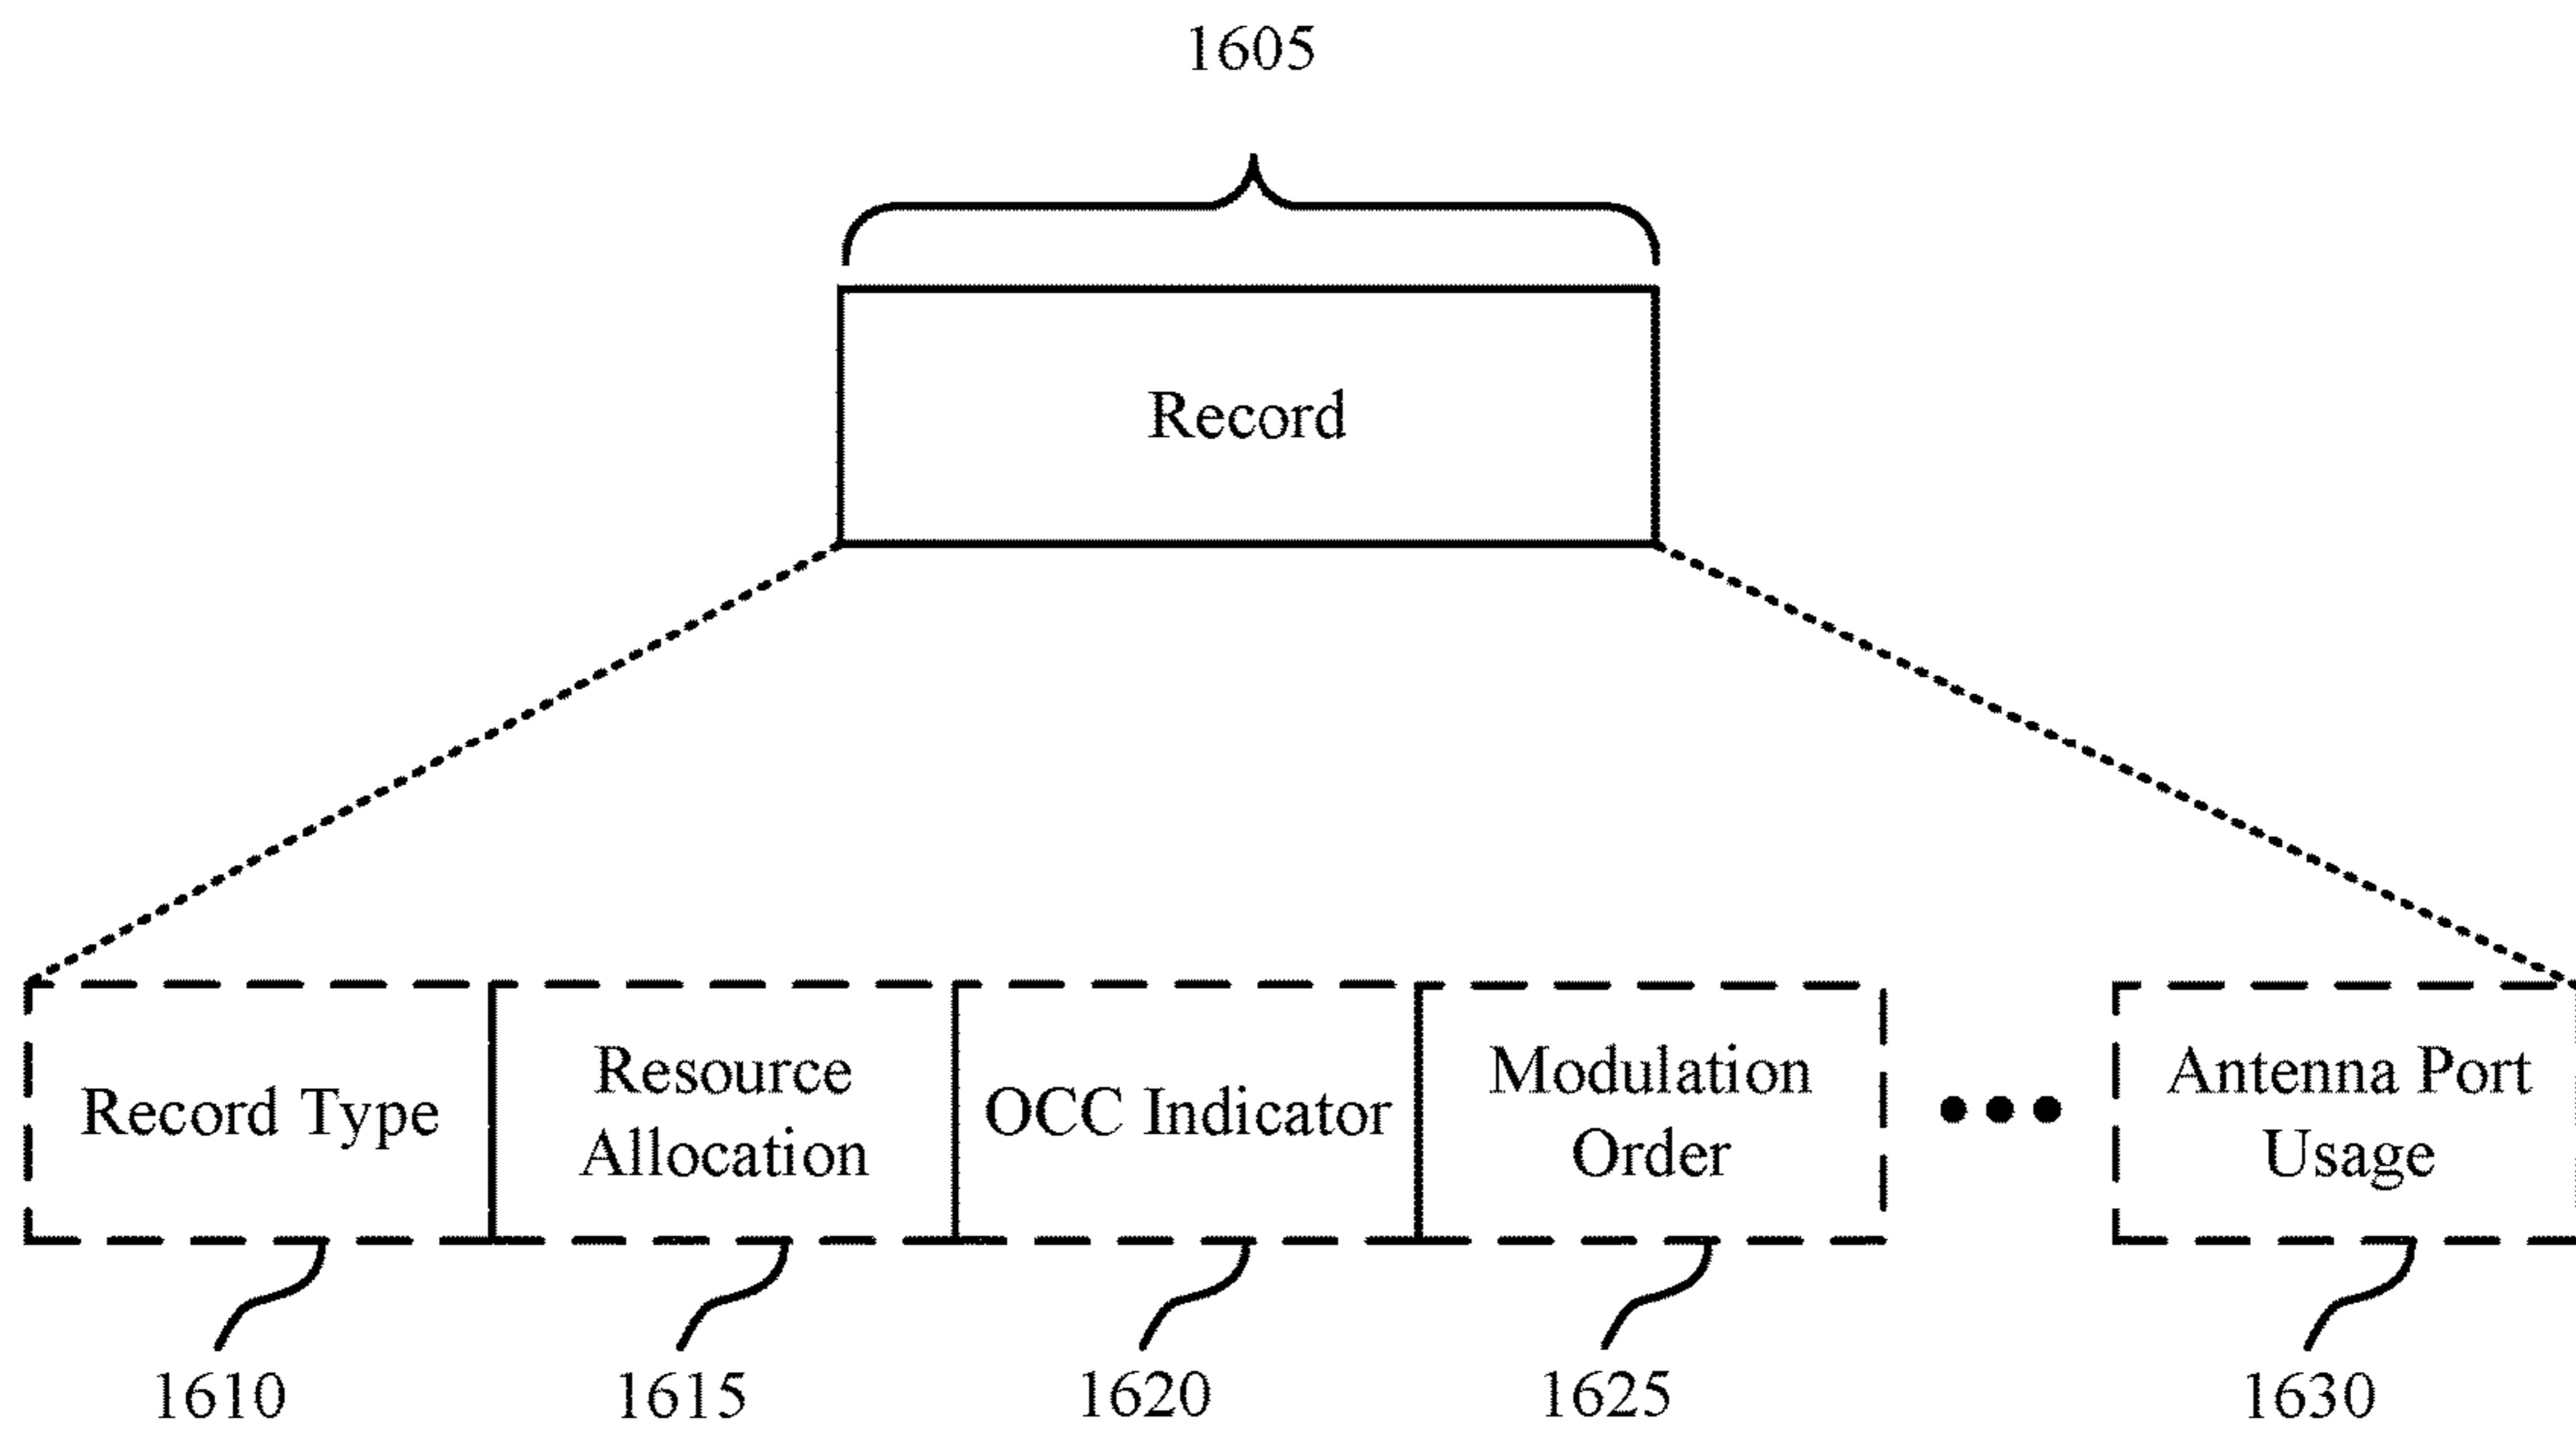 1605
Record
Record Type
Resource
Allocation
OCC Indicator
Modulation
Order
Antenna Port
Usage
1610
1615
1620
1625
1630